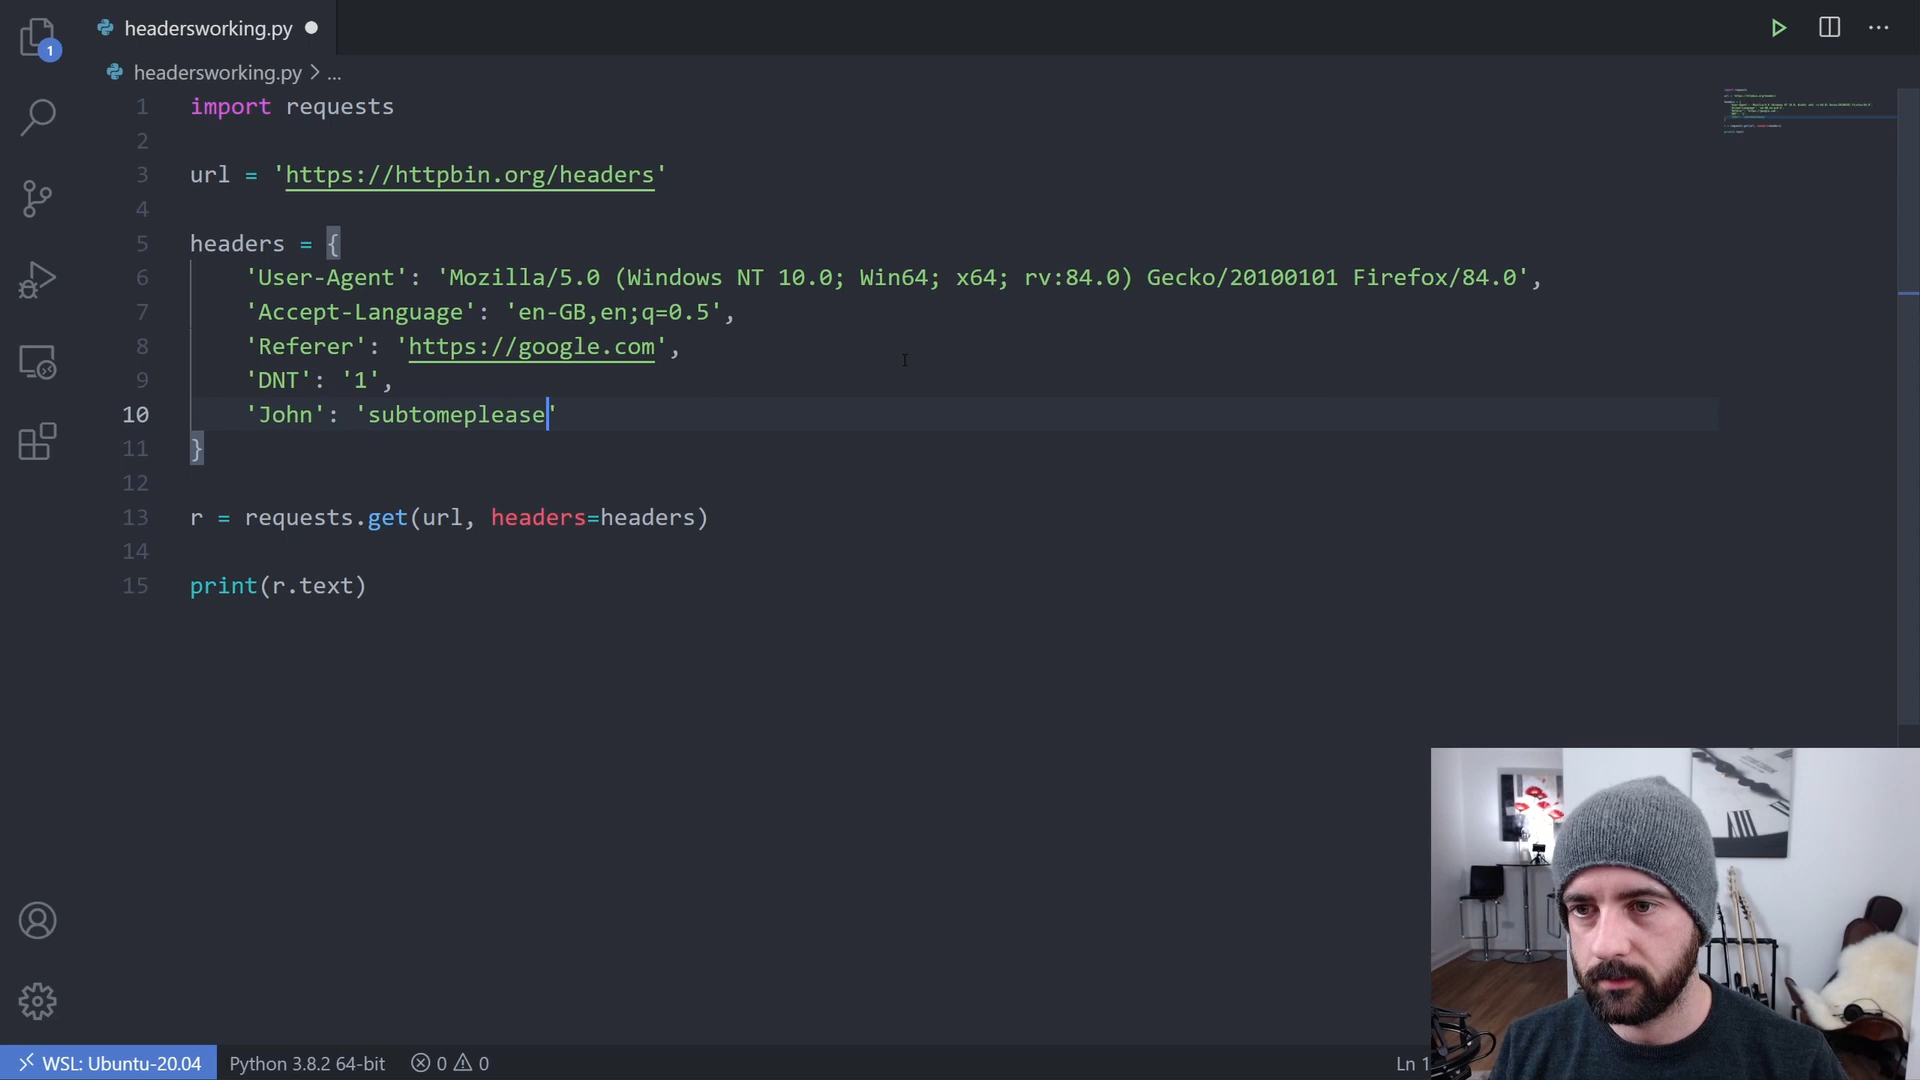 headersworking.py
1
headersworking.py > ...
1 import requests
2
3 url = 'https://httpbin.org/headers'
4
5 headers = {
6 'User-Agent': 'Mozilla/5.0 (Windows NT 10.0; Win64; x64; rv:84.0) Gecko/20100101 Firefox/84.0',
7 'Accept-Language': 'en-GB,en;q=0.5',
8 'Referer': 'https://google.com',
9 'DNT': '1',
10 'John': 'subtomeplease'
11 }
12
13 r = requests.get(url, headers=headers)
14
15 print(r.text)
WSL: Ubuntu-20.04 Python 3.8.2 64-bit 0 0 Ln 1